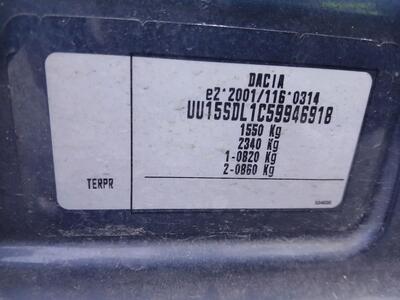 DACIA
e2*2001/116*0314
UU15SDL1C59946918
1550 Kg
2340 Kg
1-0820 Kg
2-0860 Kg
TERPR